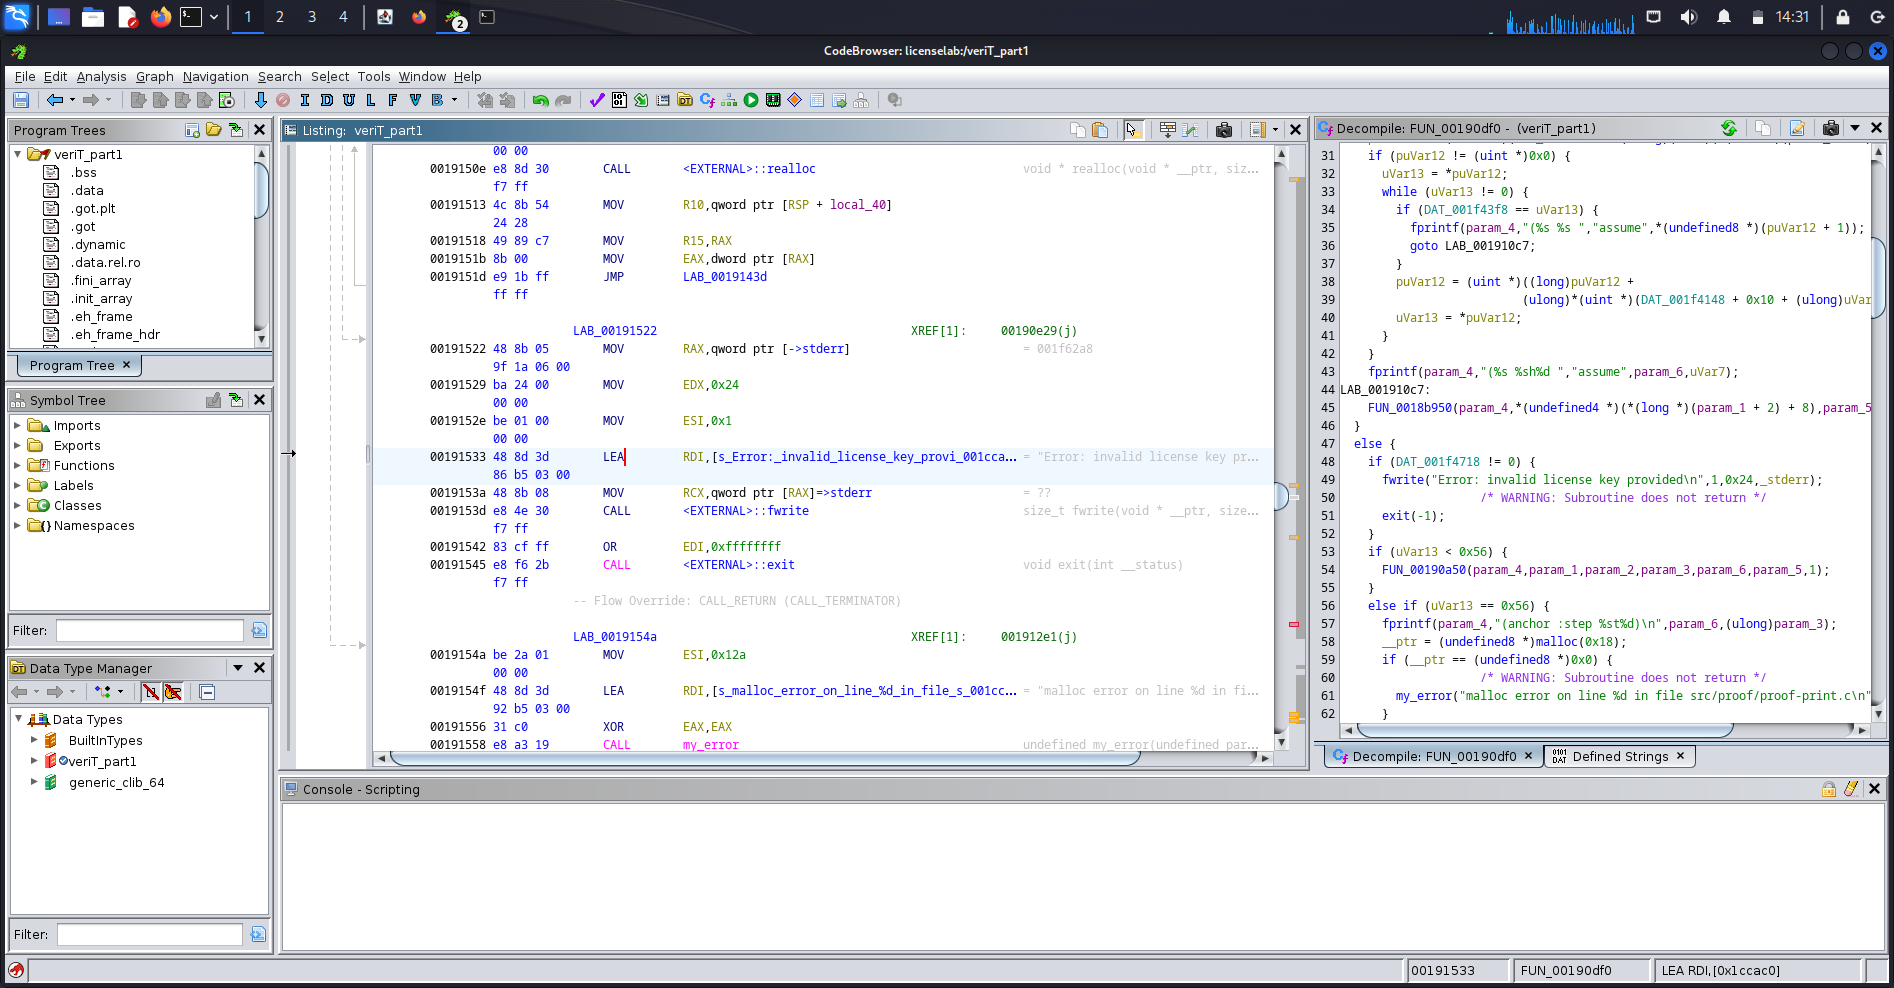 1 2 3 4 2 14:31
CodeBrowser: licenselab:/veriT_part1
File Edit Analysis Graph Navigation Search Select Tools Window Help
I D U L F V B
Program Trees
veriT_part1
.bss
.data
.got.plt
.got
.dynamic
.data.rel.ro
.fini_array
.init_array
.eh_frame
.eh_frame_hdr
Program Tree ×
Symbol Tree
Imports
Exports
Functions
Labels
Classes
Namespaces
Filter:
Data Type Manager
Data Types
BuiltInTypes
veriT_part1
generic_clib_64
Filter:
Listing: veriT_part1
00 00
0019150e e8 8d 30 CALL <EXTERNAL>::realloc void * realloc(void * __ptr, siz...
f7 ff
00191513 4c 8b 54 MOV R10,qword ptr [RSP + local_40]
24 28
00191518 49 89 c7 MOV R15,RAX
0019151b 8b 00 MOV EAX,dword ptr [RAX]
0019151d e9 1b ff JMP LAB_0019143d
ff ff
LAB_00191522 XREF[1]: 00190e29(j)
00191522 48 8b 05 MOV RAX,qword ptr [->stderr] = 001f62a8
9f 1a 06 00
00191529 ba 24 00 MOV EDX,0x24
00 00
0019152e be 01 00 MOV ESI,0x1
00 00
00191533 48 8d 3d LEA RDI,[s_Error:_invalid_license_key_provi_001cca... = "Error: invalid license key pr...
86 b5 03 00
0019153a 48 8b 08 MOV RCX,qword ptr [RAX]=>stderr = ??
0019153d e8 4e 30 CALL <EXTERNAL>::fwrite size_t fwrite(void * __ptr, size...
f7 ff
00191542 83 cf ff OR EDI,0xffffffff
00191545 e8 f6 2b CALL <EXTERNAL>::exit void exit(int __status)
f7 ff
-- Flow Override: CALL_RETURN (CALL_TERMINATOR)
LAB_0019154a XREF[1]: 001912e1(j)
0019154a be 2a 01 MOV ESI,0x12a
00 00
0019154f 48 8d 3d LEA RDI,[s_malloc_error_on_line_%d_in_file_s_001cc... = "malloc error on line %d in fi...
92 b5 03 00
00191556 31 c0 XOR EAX,EAX
00191558 e8 a3 19 CALL my_error undefined my_error(undefined par...
Decompile: FUN_00190df0 - (veriT_part1)
31 if (puVar12 != (uint *)0x0) {
32 uVar13 = *puVar12;
33 while (uVar13 != 0) {
34 if (DAT_001f43f8 == uVar13) {
35 fprintf(param_4,"(%s %s ","assume",*(undefined8 *)(puVar12 + 1));
36 goto LAB_001910c7;
37 }
38 puVar12 = (uint *)((long)puVar12 +
39 (ulong)*(uint *)(DAT_001f4148 + 0x10 + (ulong)uVar
40 uVar13 = *puVar12;
41 }
42 }
43 fprintf(param_4,"(%s %sh%d ","assume",param_6,uVar7);
44 LAB_001910c7:
45 FUN_0018b950(param_4,*(undefined4 *)(*(long *)(param_1 + 2) + 8),param_5
46 }
47 else {
48 if (DAT_001f4718 != 0) {
49 fwrite("Error: invalid license key provided\n",1,0x24,_stderr);
50 /* WARNING: Subroutine does not return */
51 exit(-1);
52 }
53 if (uVar13 < 0x56) {
54 FUN_00190a50(param_4,param_1,param_2,param_3,param_6,param_5,1);
55 }
56 else if (uVar13 == 0x56) {
57 fprintf(param_4,"(anchor :step %st%d)\n",param_6,(ulong)param_3);
58 __ptr = (undefined8 *)malloc(0x18);
59 if (__ptr == (undefined8 *)0x0) {
60 /* WARNING: Subroutine does not return */
61 my_error("malloc error on line %d in file src/proof/proof-print.c\n"
62 }
Decompile: FUN_00190df0 × Defined Strings ×
Console - Scripting
00191533 FUN_00190df0 LEA RDI,[0x1ccac0]